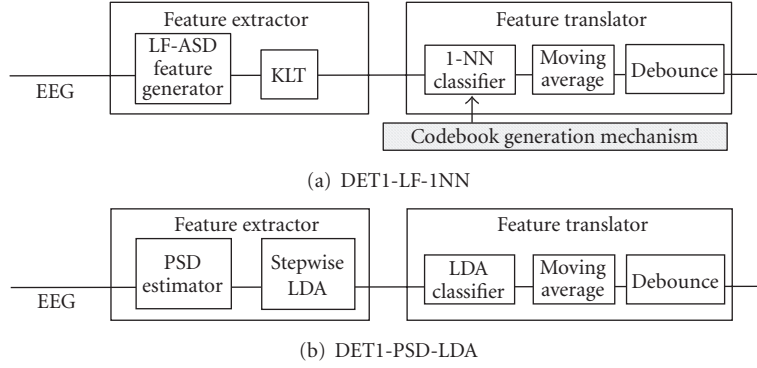 Feature extractor
Feature translator
LF-ASD
feature
generator
KLT
1-NN
classifier
Moving
average
Debounce
EEG
Codebook generation mechanism
(a) DET1-LF-1NN
Feature extractor
Feature translator
PSD
estimator
Stepwise
LDA
LDA
classifier
Moving
average
Debounce
EEG
(b) DET1-PSD-LDA